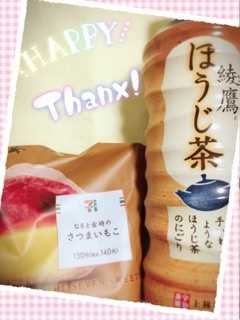 HAPPY
Thanx!
綾鷹
ほうじ茶
ような
ほうじ茶
のにごり
7
なると金時の
さつまいもこ
130円(税込140円)